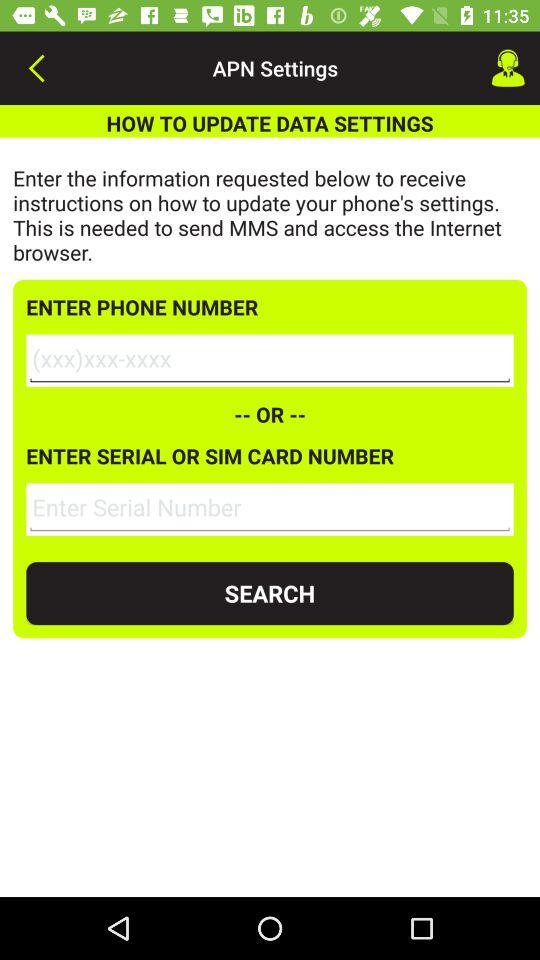 11:35
APN Settings
HOW TO UPDATE DATA SETTINGS
Enter the information requested below to receive
instructions on how to update your phone's settings.
This is needed to send MMS and access the Internet
browser.
ENTER PHONE NUMBER
(xxx)xxx-xxxx
-- OR --
ENTER SERIAL OR SIM CARD NUMBER
Enter Serial Number
SEARCH